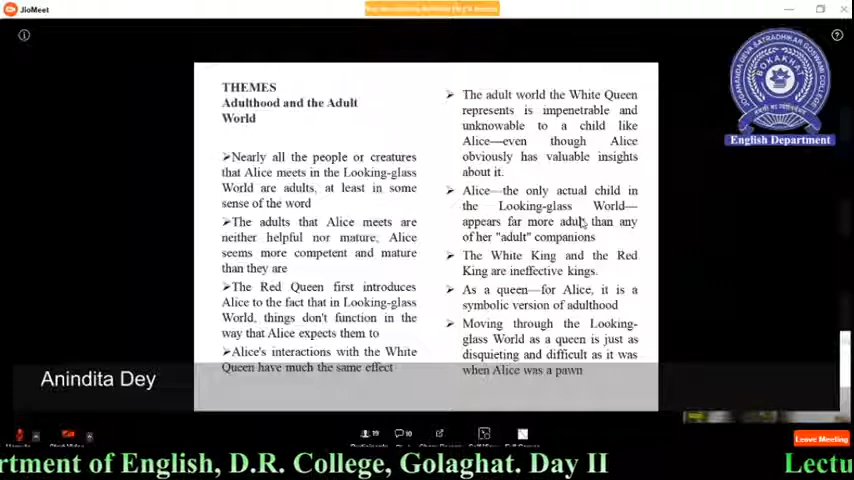 JioMeet
THEMES
Adulthood and the Adult
World
➢Nearly all the people or creatures
that Alice meets in the Looking-glass
World are adults, at least in some
sense of the word
➢The adults that Alice meets are
neither helpful nor mature, Alice
seems more competent and mature
than they are
➢The Red Queen first introduces
Alice to the fact that in Looking-glass
World, things don't function in the
way that Alice expects them to
➢Alice's interactions with the White
Queen have much the same effect
➢ The adult world the White Queen
represents is impenetrable and
unknowable to a child like
Alice—even though Alice
obviously has valuable insights
about it.
➢ Alice—the only actual child in
the Looking-glass World—
appears far more adult than any
of her "adult" companions
➢ The White King and the Red
King are ineffective kings.
➢ As a queen—for Alice, it is a
symbolic version of adulthood
➢ Moving through the Looking-
glass World as a queen is just as
disquieting and difficult as it was
when Alice was a pawn
JOGANANDA DEVA SATRADHIKAR GOSWAMI COLLEGE
BOKAKHAT
English Department
Anindita Dey
19
10
Leave Meeting
rtment of English, D.R. College, Golaghat. Day II
Lectu